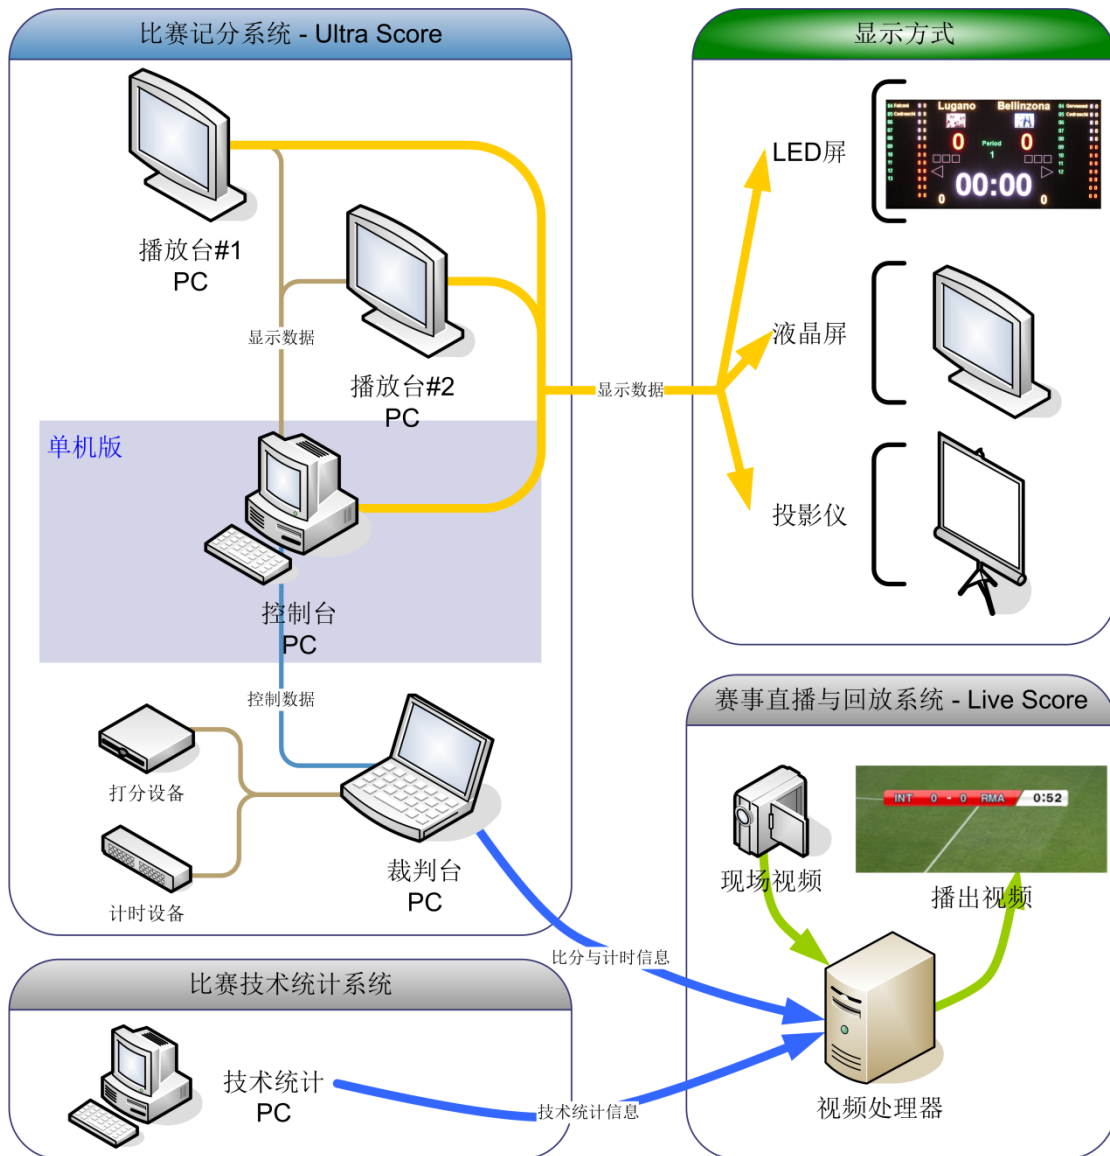 比赛记分系统 - Ultra Score
播放台#1
PC
播放台#2
PC
显示数据
单机版
控制台
PC
控制数据
打分设备
计时设备
裁判台
PC
显示数据
显示方式
LED屏
Lugano
Bellinzona
0
0
Period
1
00:00
0
0
液晶屏
投影仪
赛事直播与回放系统 - Live Score
INT 0 - 0 RMA 0:52
现场视频
播出视频
视频处理器
比分与计时信息
比赛技术统计系统
技术统计
PC
技术统计信息